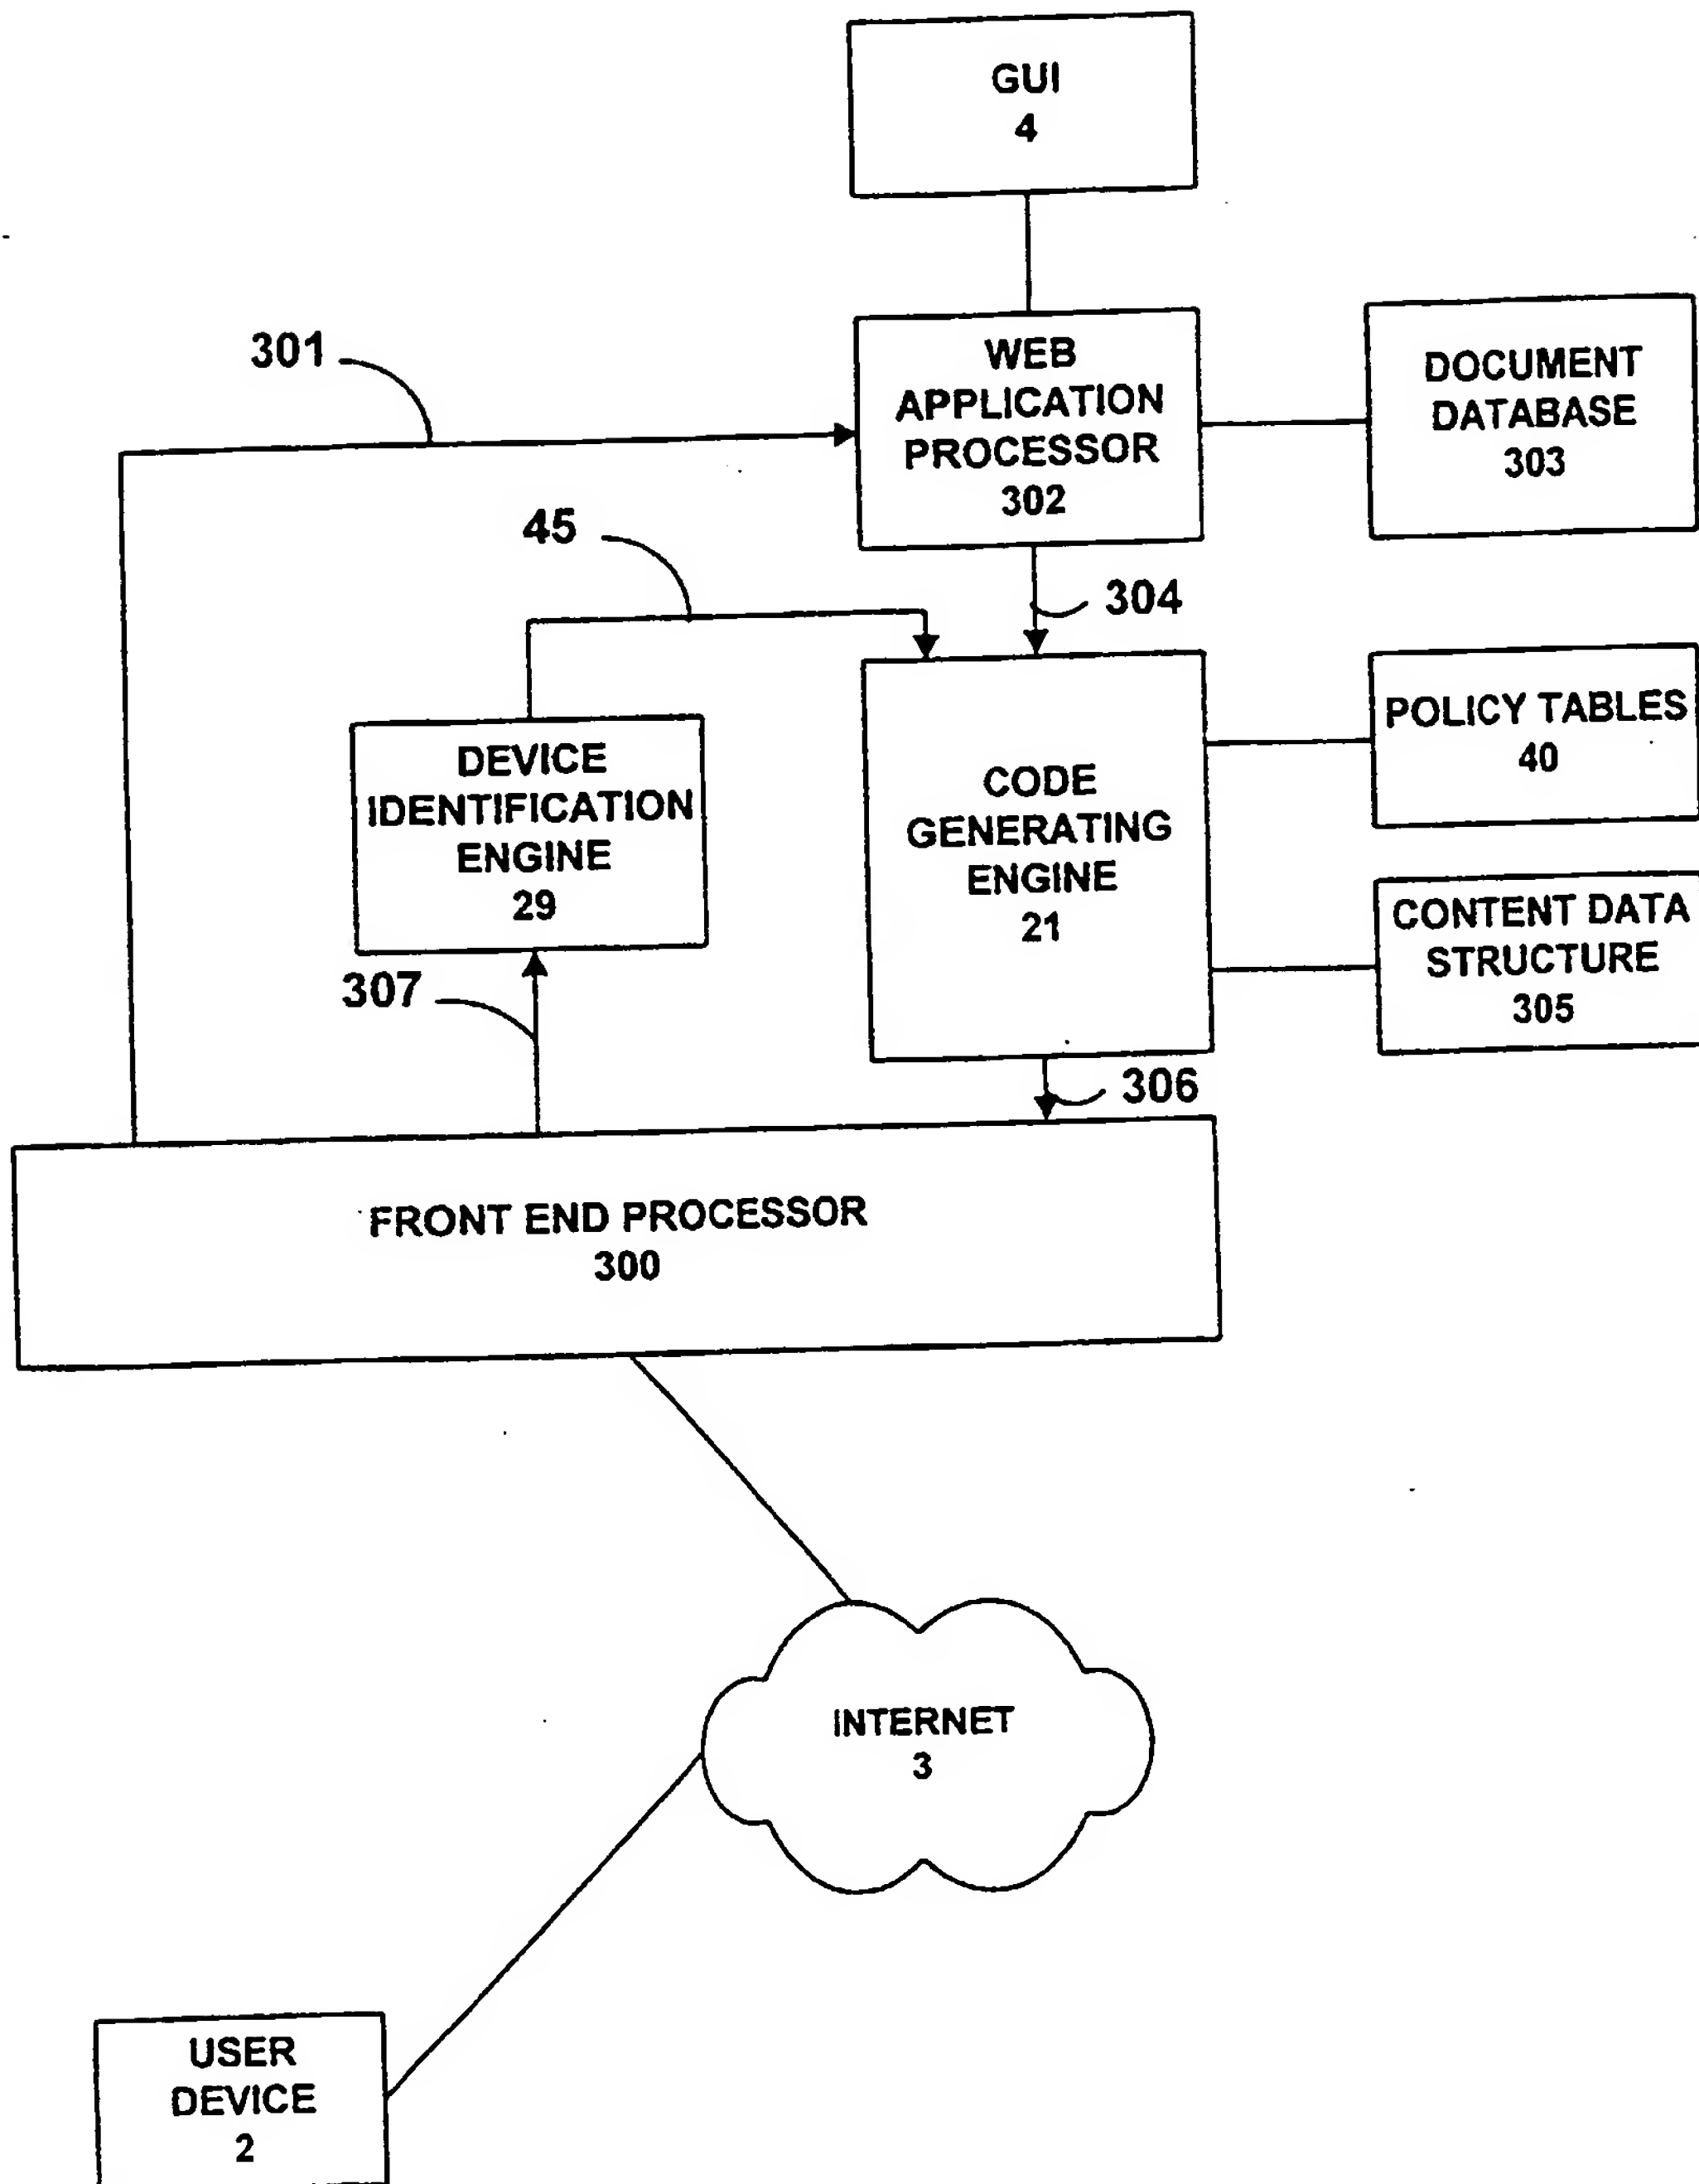 GUI
4
301
WEB
APPLICATION
PROCESSOR
302
DOCUMENT
DATABASE
303
45
304
DEVICE
IDENTIFICATION
ENGINE
29
CODE
GENERATING
ENGINE
21
POLICY TABLES
40
CONTENT DATA
STRUCTURE
305
307
306
FRONT END PROCESSOR
300
INTERNET
3
USER
DEVICE
2